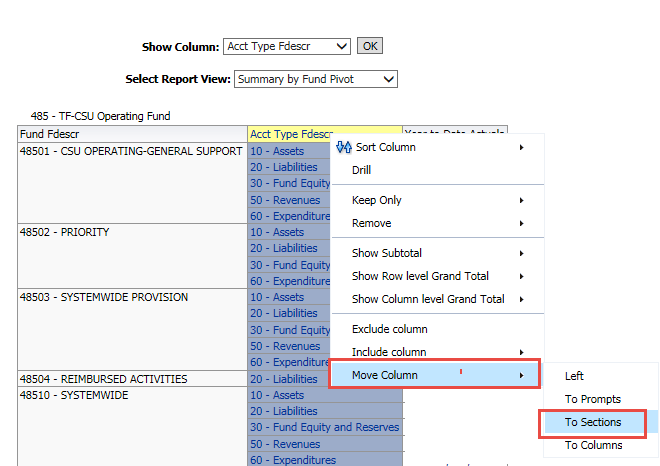 Show Column: Acct Type Fdescr OK
Select Report View: Summary by Fund Pivot
485 - TF-CSU Operating Fund
Fund Fdescr Acct Type Fdescr Year to Date Actuals
48501 - CSU OPERATING-GENERAL SUPPORT 10 - Assets
20 - Liabilities
30 - Fund Equity
50 - Revenues
60 - Expenditure
48502 - PRIORITY 10 - Assets
20 - Liabilities
30 - Fund Equity
60 - Expenditure
48503 - SYSTEMWIDE PROVISION 10 - Assets
20 - Liabilities
30 - Fund Equity
50 - Revenues
60 - Expenditure
48504 - REIMBURSED ACTIVITIES 20 - Liabilities
48510 - SYSTEMWIDE 10 - Assets
20 - Liabilities
30 - Fund Equity and Reserves
50 - Revenues
60 - Expenditures
Sort Column
Drill
Keep Only
Remove
Show Subtotal
Show Row level Grand Total
Show Column level Grand Total
Exclude column
Include column
Move Column
Left
To Prompts
To Sections
To Columns